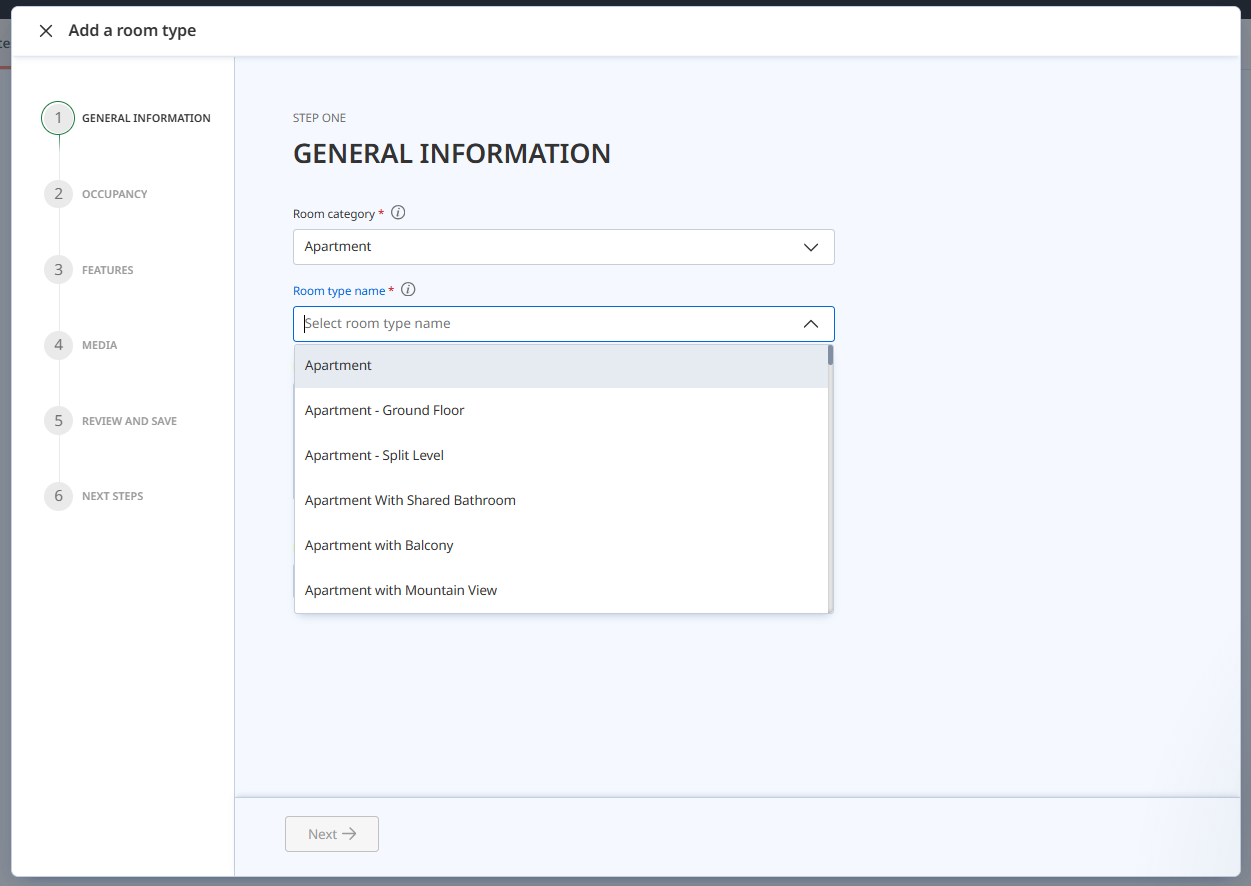 Add a room type
1 GENERAL INFORMATION
2 OCCUPANCY
3 FEATURES
4 MEDIA
5 REVIEW AND SAVE
6 NEXT STEPS
STEP ONE
GENERAL INFORMATION
Room category *
Apartment
Room type name *
Select room type name
Apartment
Apartment - Ground Floor
Apartment - Split Level
Apartment With Shared Bathroom
Apartment with Balcony
Apartment with Mountain View
Next